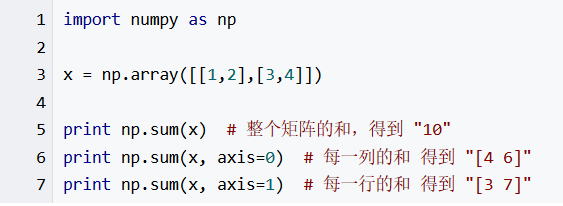 1 import numpy as np
2
3 x = np.array([[1,2],[3,4]])
4
5 print np.sum(x)  # 整个矩阵的和，得到 "10"
6 print np.sum(x, axis=0)  # 每一列的和 得到 "[4 6]"
7 print np.sum(x, axis=1)  # 每一行的和 得到 "[3 7]"